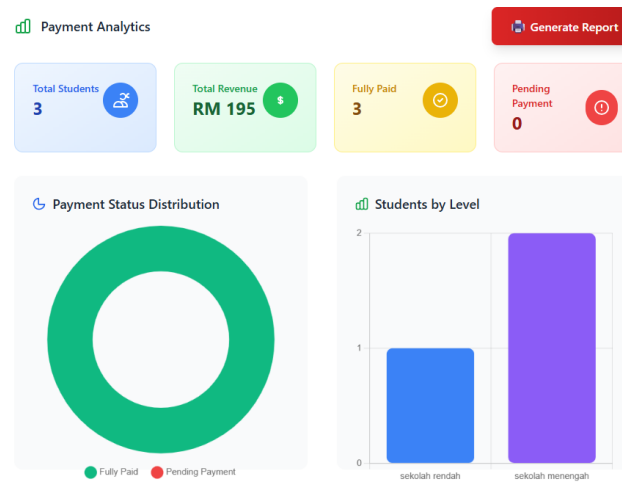 Payment Analytics
Generate Report
Total Students
3
Total Revenue
RM 195
$
Fully Paid
3
Pending
Payment
0
Payment Status Distribution
Fully Paid
Pending Payment
Students by Level
2
1
0
sekolah rendah
sekolah menengah